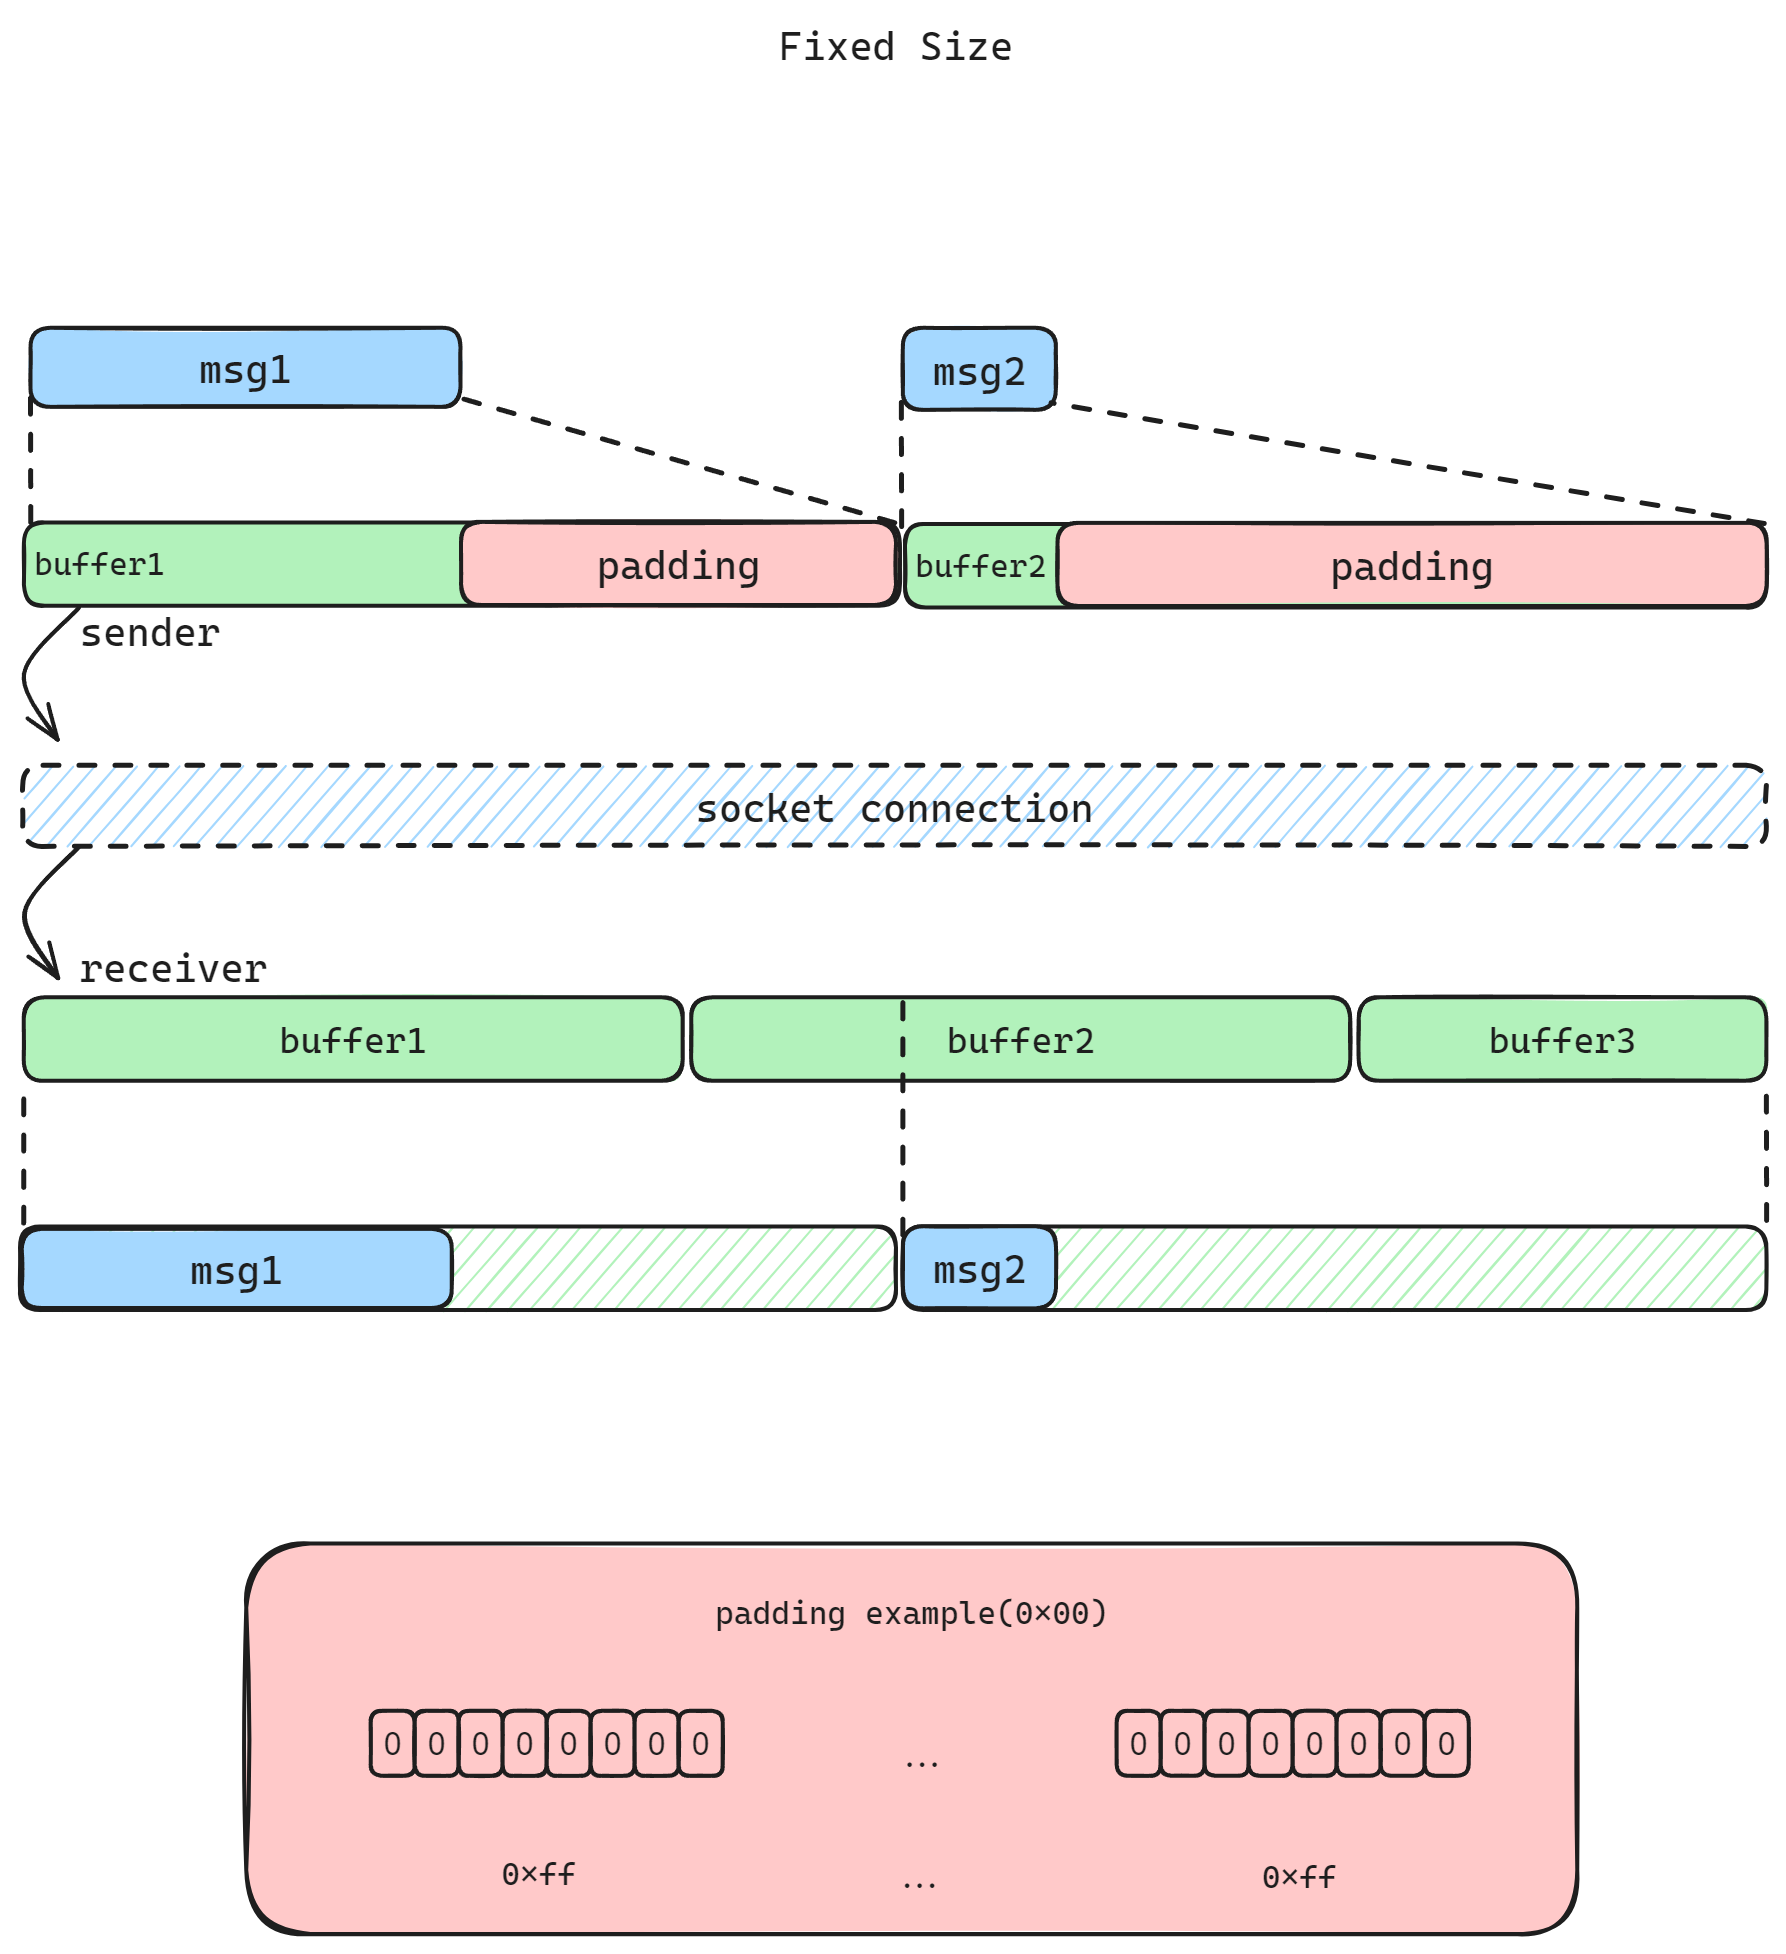 Fixed Size
msg1
msg2
buffer1
padding
buffer2
padding
sender
socket connection
receiver
buffer1
buffer2
buffer3
msg1
msg2
padding example(0×00)
0 0 0 0 0 0 0 0 ... 0 0 0 0 0 0 0 0
0×ff ... 0×ff